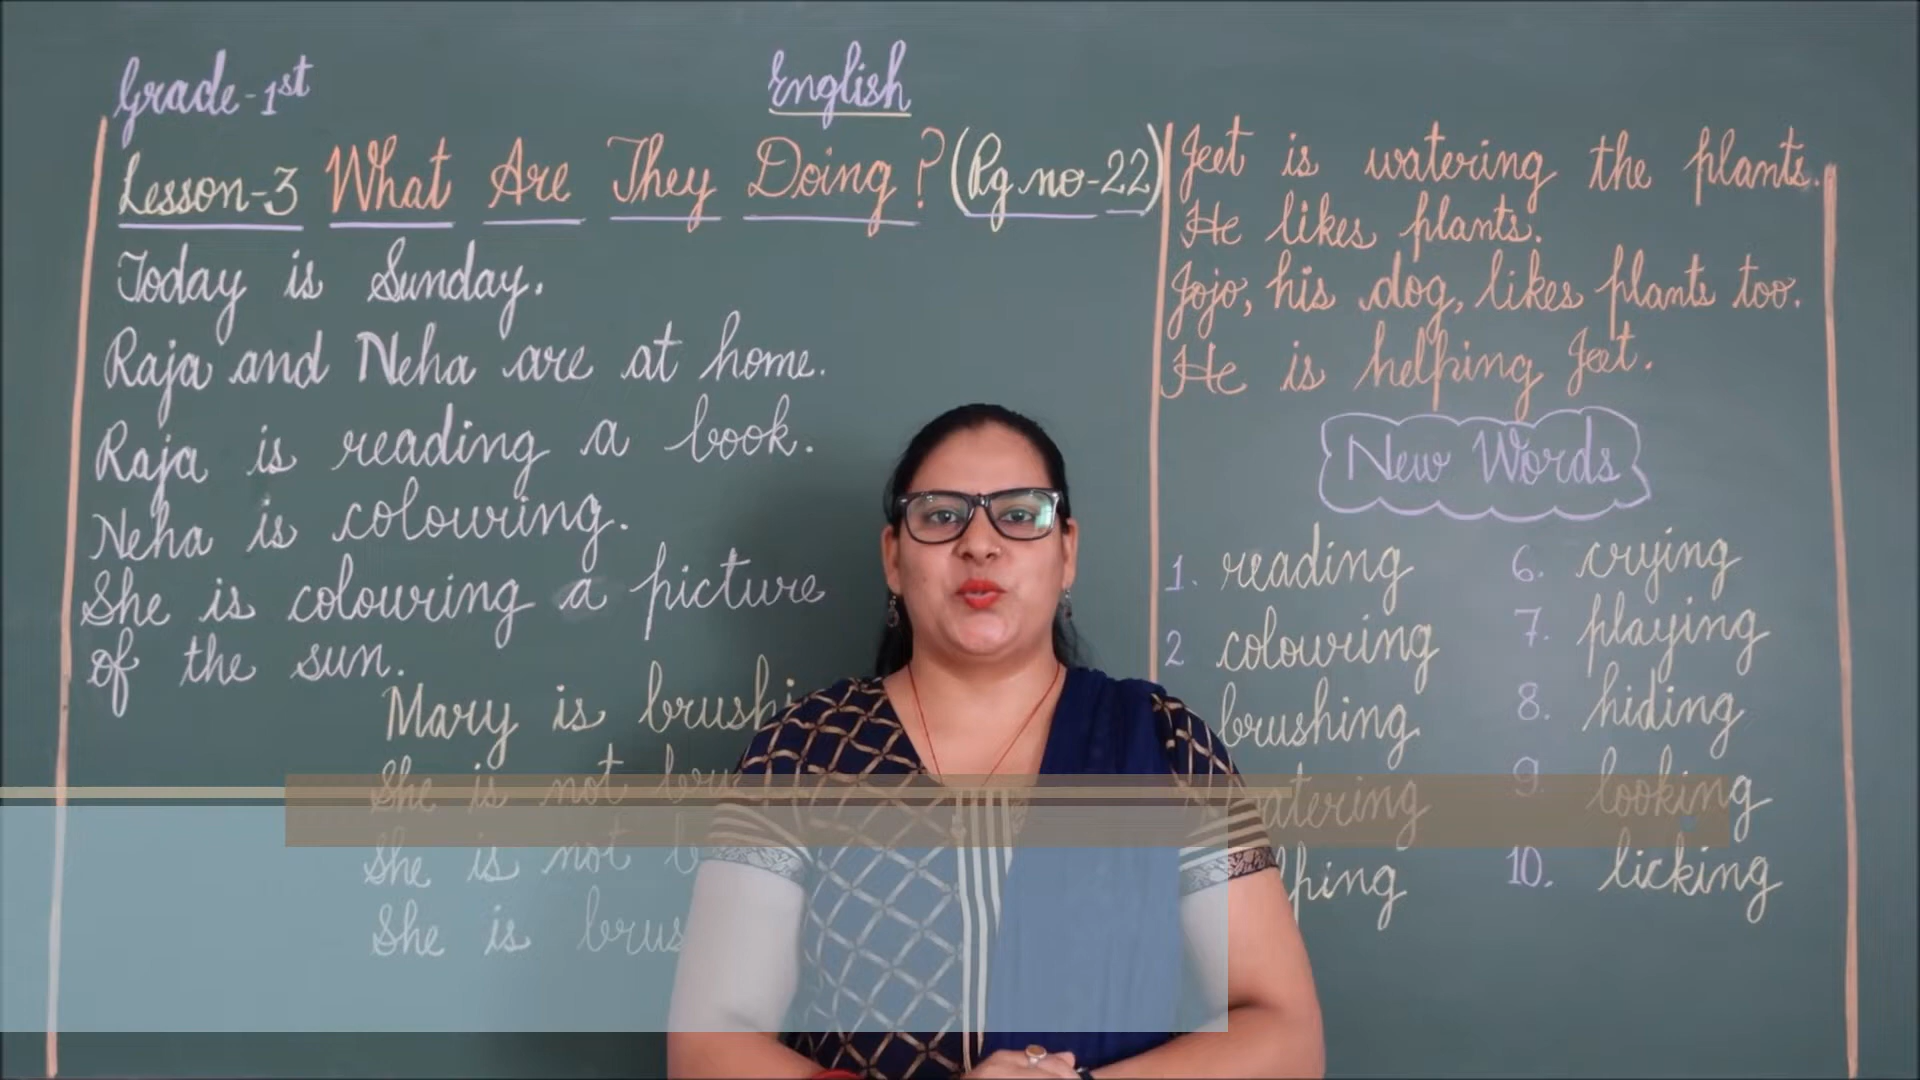 Grade-1st
English
Lesson-3 What Are They Doing? (Pg.no-22)
Today is Sunday.
Raja and Neha are at home.
Raja is reading a book.
Neha is colouring.
She is colouring a picture
of the sun.
Mary is
She is not
She is not
She is
Jeet is watering the plants.
He likes plants.
Jojo, his dog, likes plants too.
He is helping Jeet.
New Words
1. reading
2 colouring
brushing
6. crying
7. playing
8. hiding
9. looking
10. licking